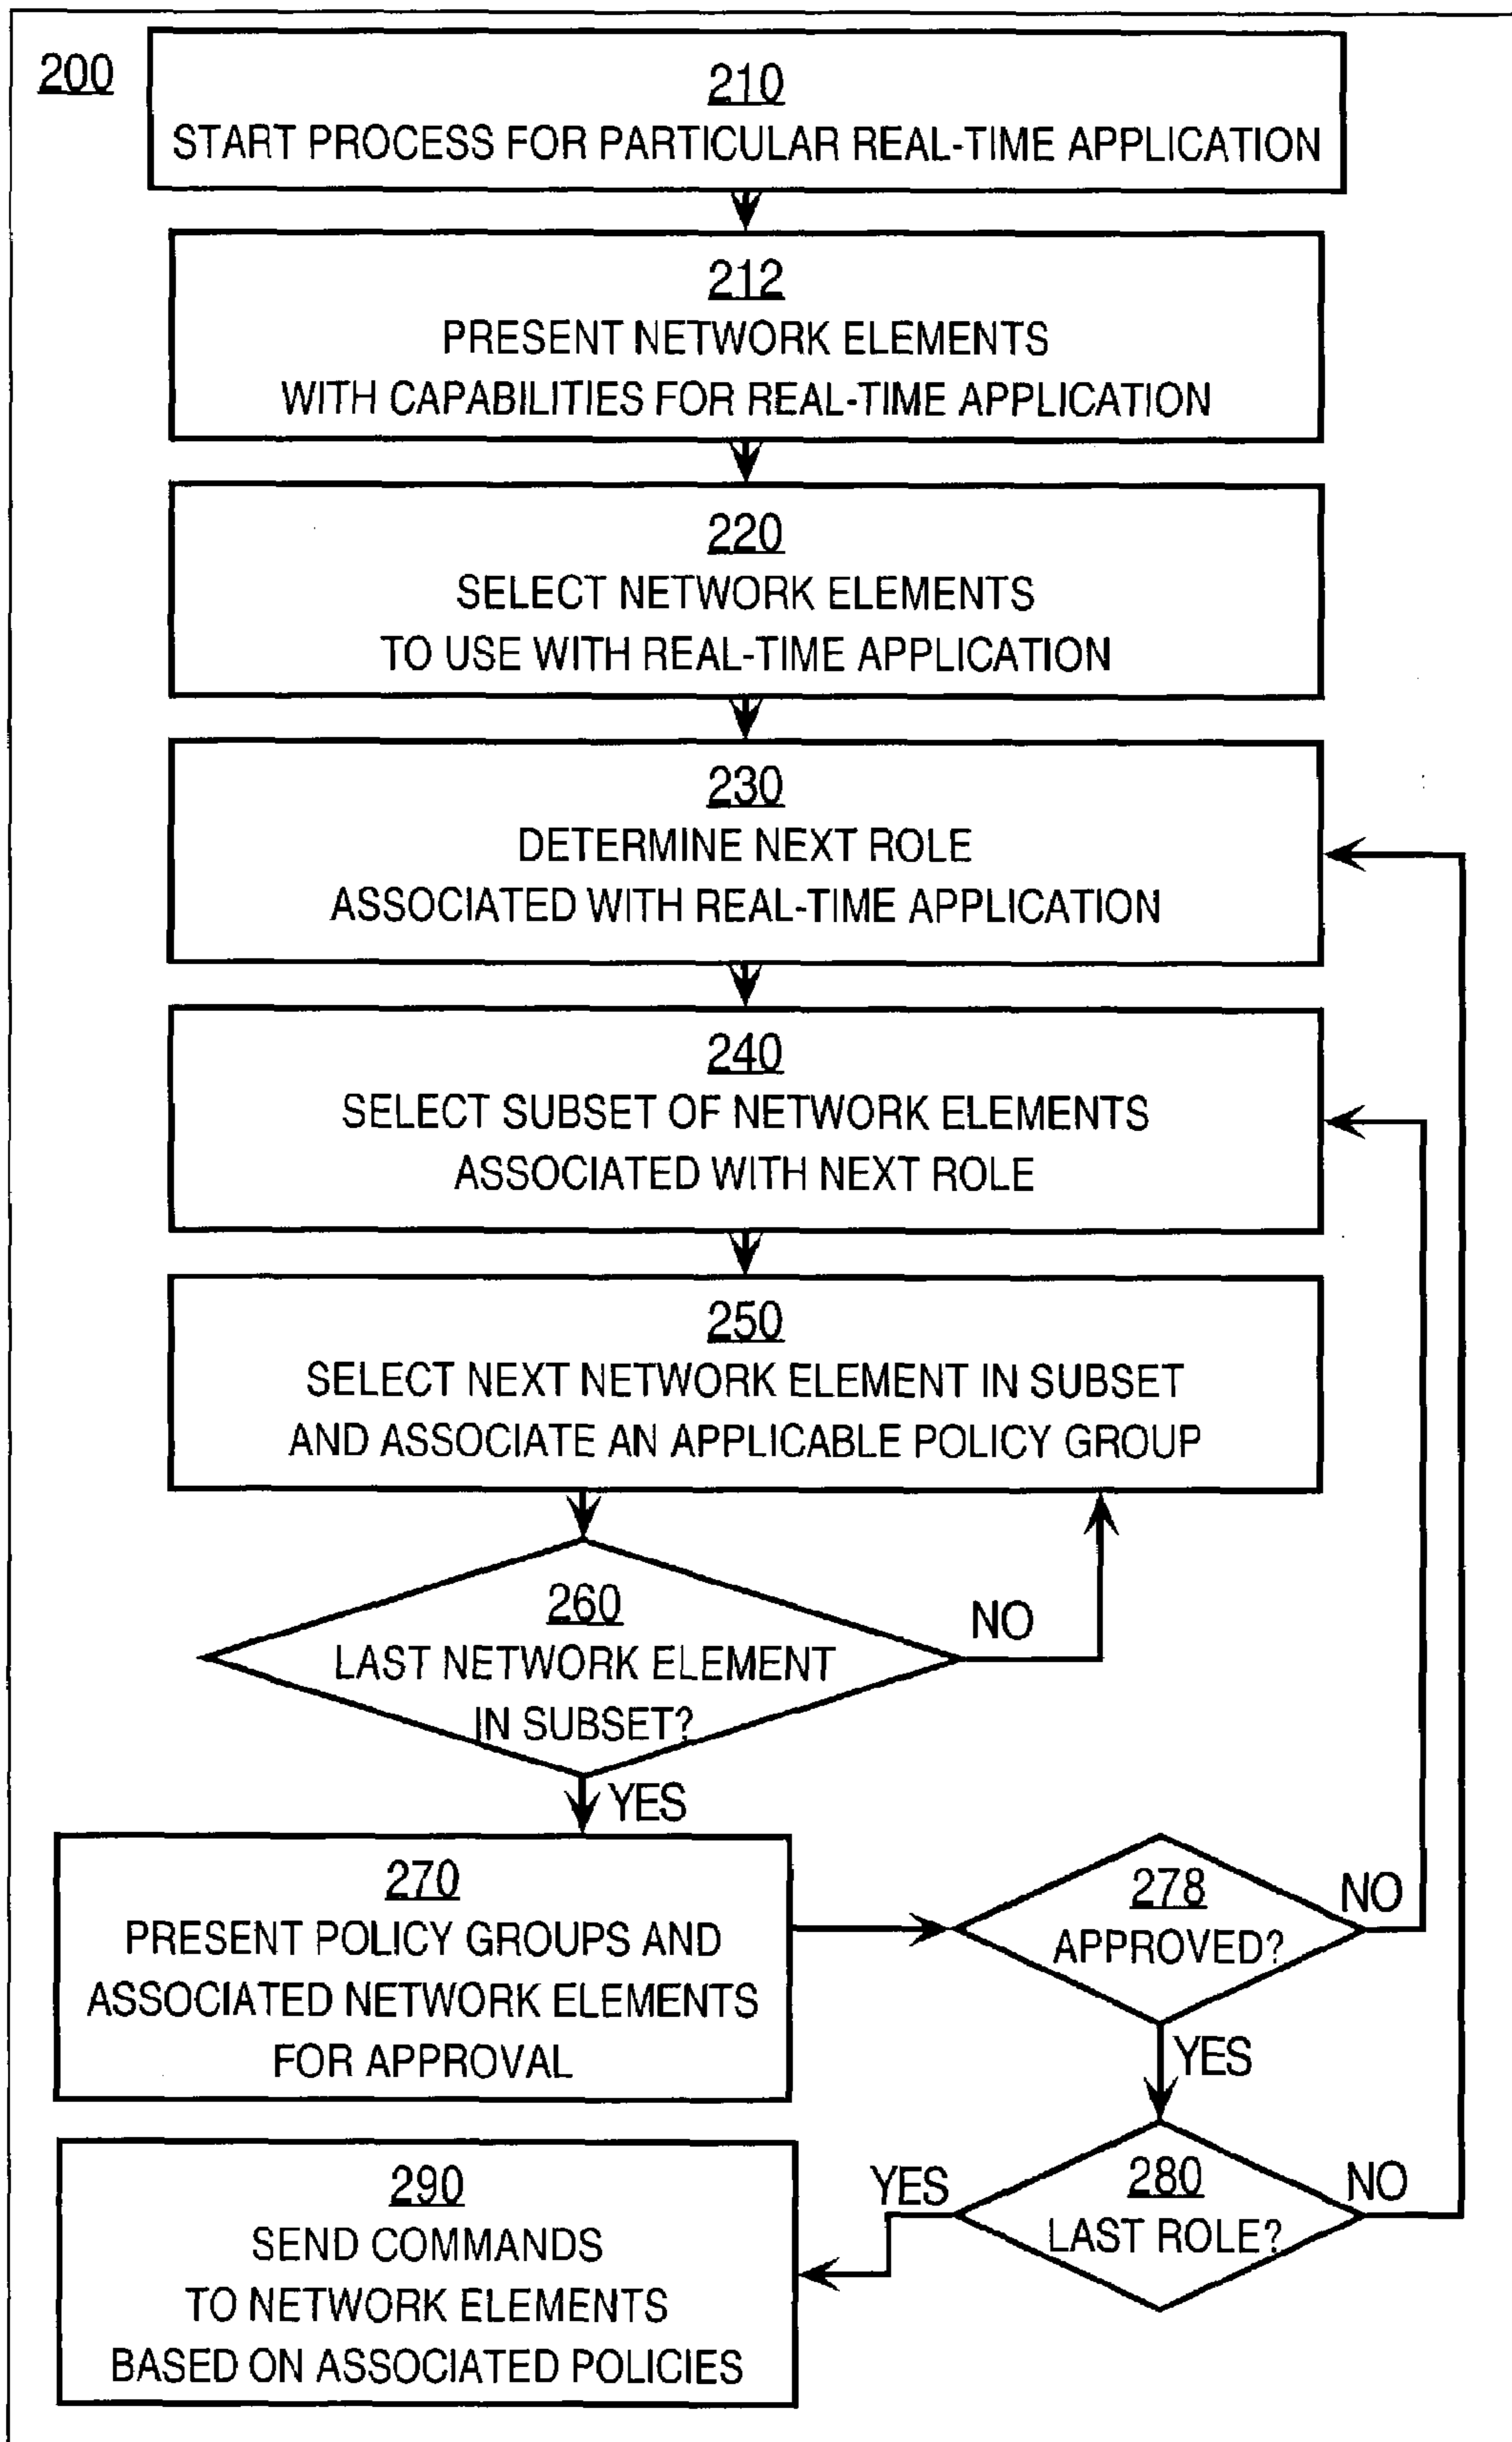 200
210
START PROCESS FOR PARTICULAR REAL-TIME APPLICATION
212
PRESENT NETWORK ELEMENTS
WITH CAPABILITIES FOR REAL-TIME APPLICATION
220
SELECT NETWORK ELEMENTS
TO USE WITH REAL-TIME APPLICATION
230
DETERMINE NEXT ROLE
ASSOCIATED WITH REAL-TIME APPLICATION
240
SELECT SUBSET OF NETWORK ELEMENTS
ASSOCIATED WITH NEXT ROLE
250
SELECT NEXT NETWORK ELEMENT IN SUBSET
AND ASSOCIATE AN APPLICABLE POLICY GROUP
260
LAST NETWORK ELEMENT
IN SUBSET?
NO
YES
270
PRESENT POLICY GROUPS AND
ASSOCIATED NETWORK ELEMENTS
FOR APPROVAL
278
APPROVED?
NO
YES
280
LAST ROLE?
NO
YES
290
SEND COMMANDS
TO NETWORK ELEMENTS
BASED ON ASSOCIATED POLICIES